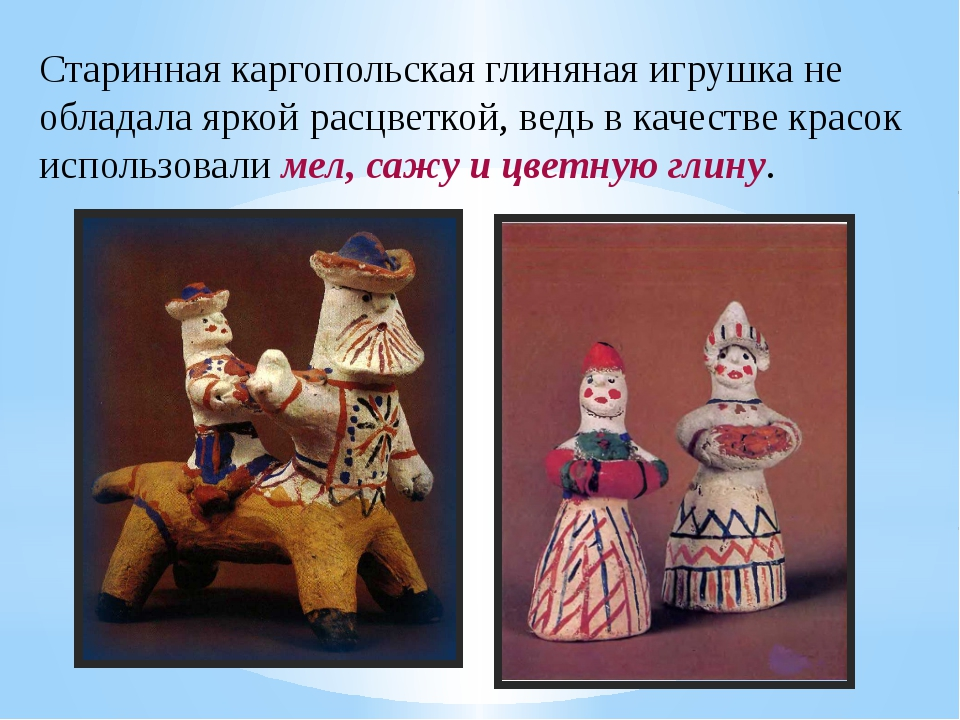 Старинная каргопольская глиняная игрушка не
обладала яркой расцветкой, ведь в качестве красок
использовали мел, сажу и цветную глину.